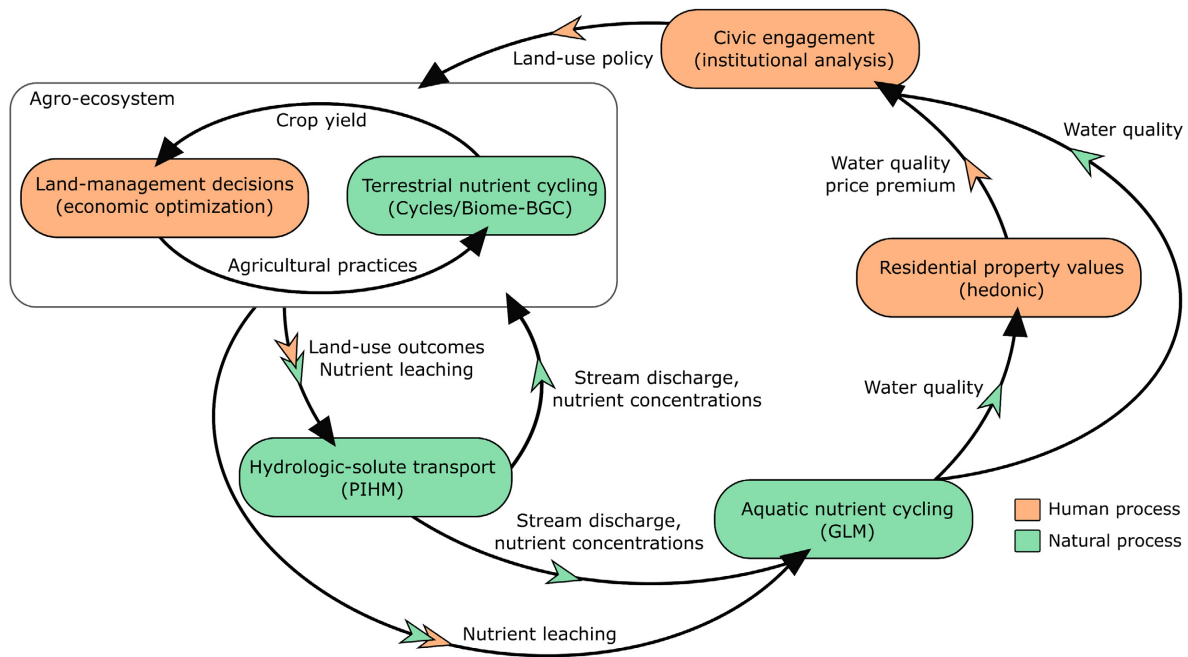 Civic engagement
(institutional analysis)
Land-use policy
Agro-ecosystem
Crop yield
Land-management decisions
(economic optimization)
Terrestrial nutrient cycling
(Cycles/Biome-BGC)
Agricultural practices
Water quality
Water quality
price premium
Residential property values
(hedonic)
Land-use outcomes
Nutrient leaching
Stream discharge,
nutrient concentrations
Water quality
Hydrologic-solute transport
(PIHM)
Stream discharge,
nutrient concentrations
Aquatic nutrient cycling
(GLM)
Human process
Natural process
Nutrient leaching